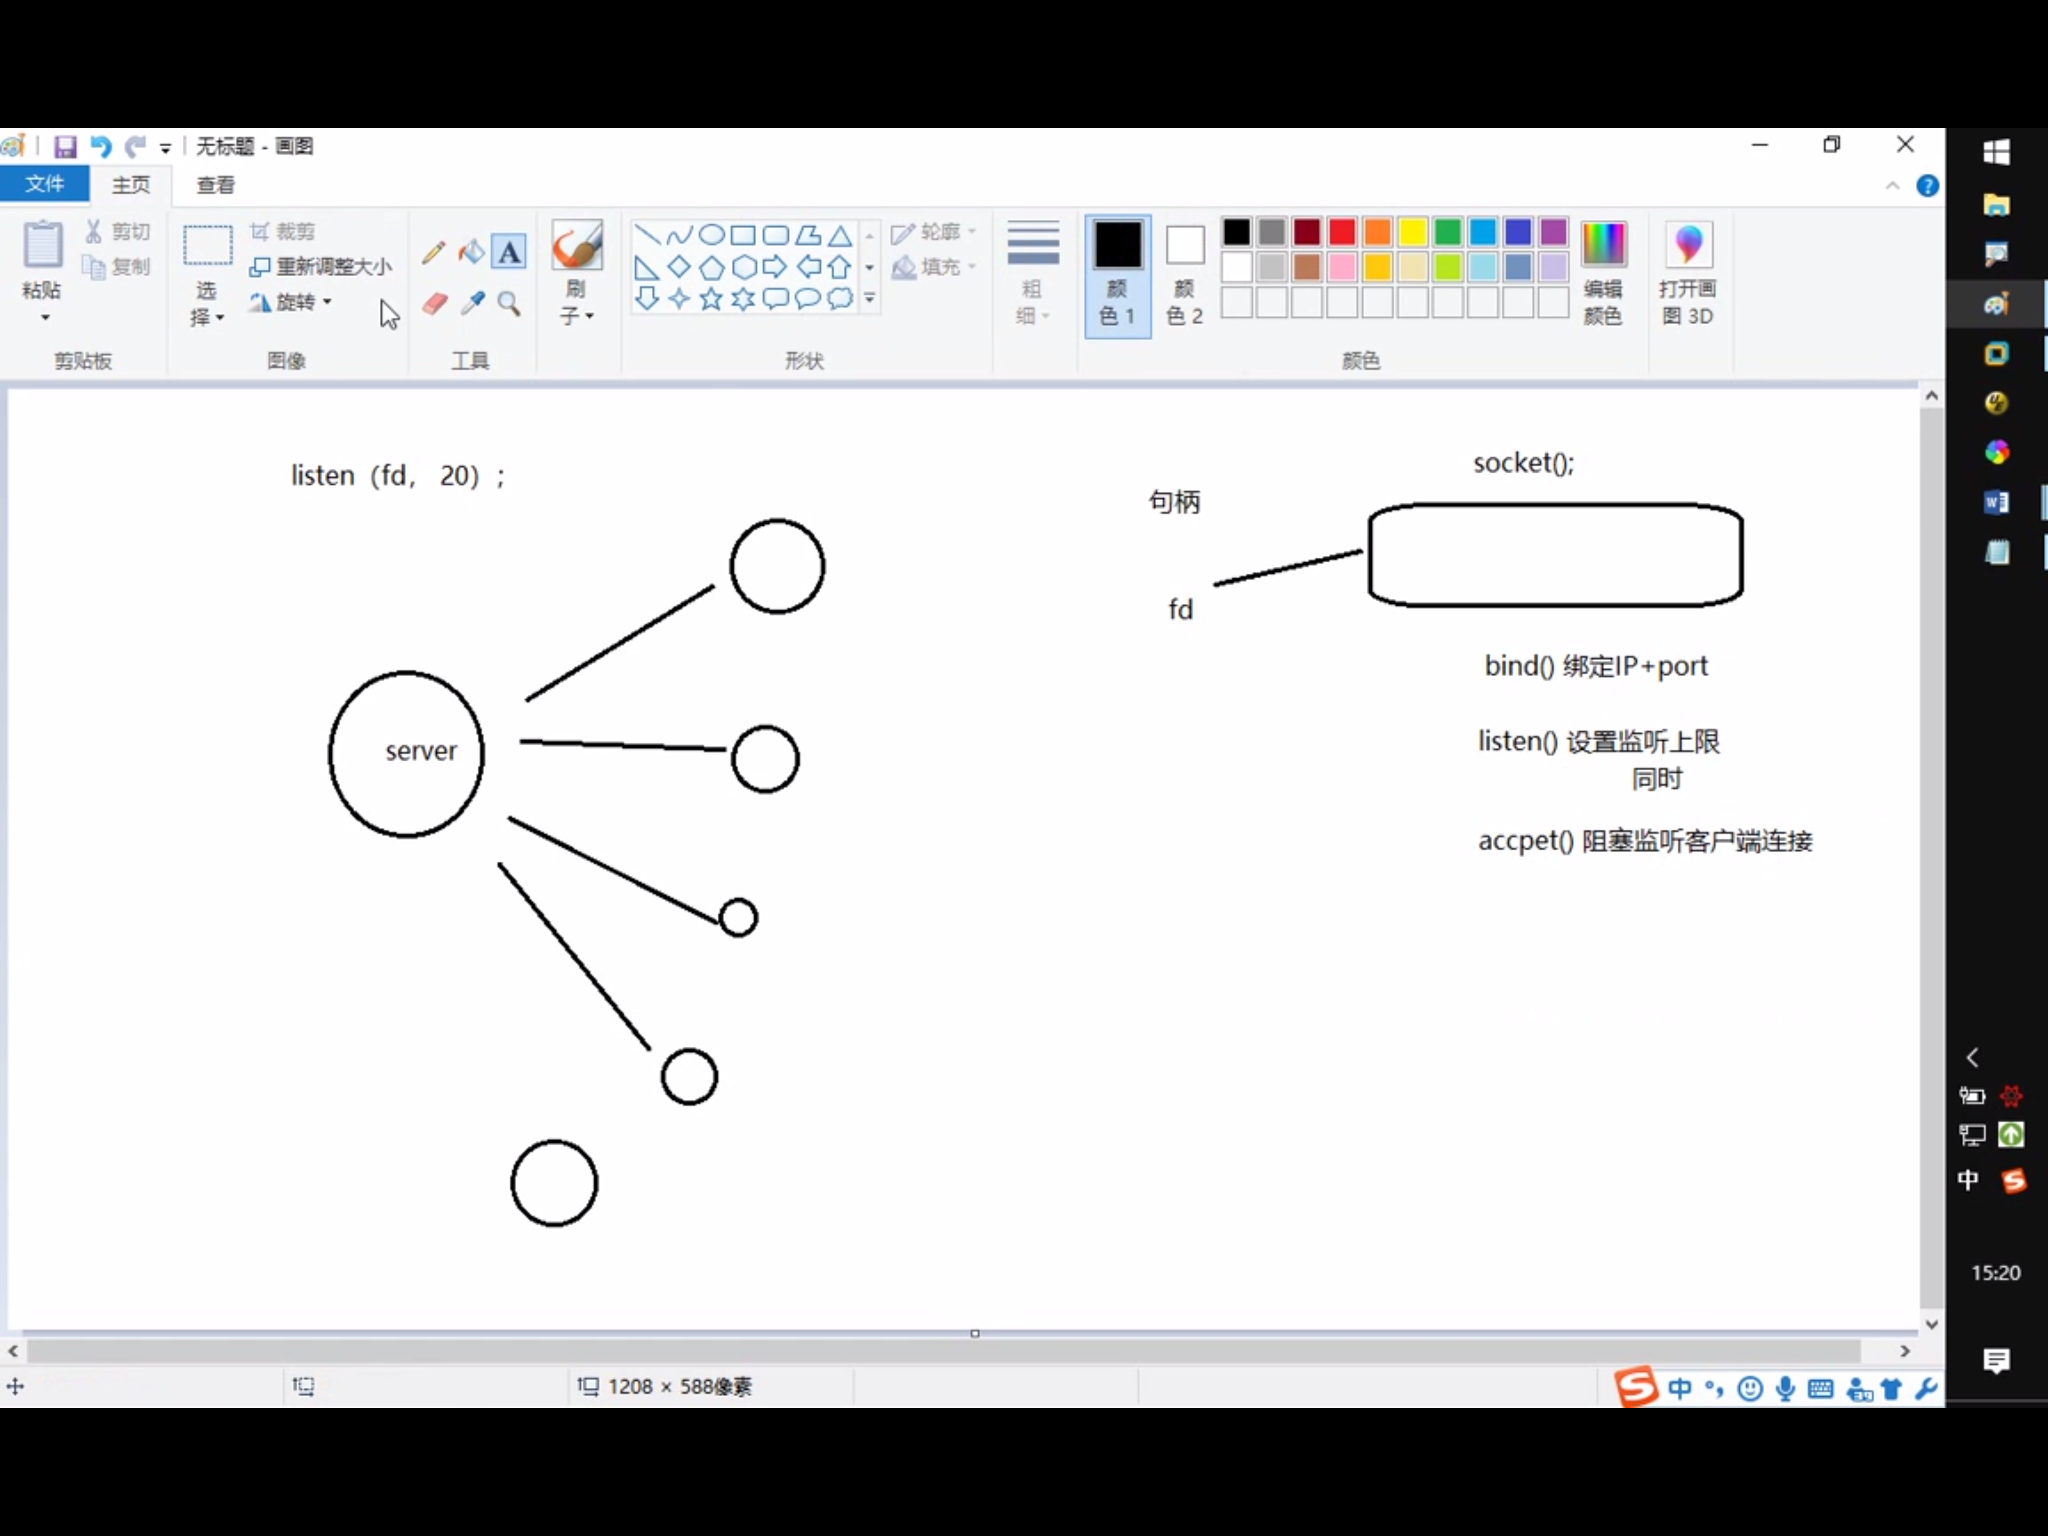 无标题 - 画图
文件 主页 查看
粘贴
剪切
复制
剪贴板
选
择
裁剪
重新调整大小
旋转
图像
A
工具
刷
子
轮廓
填充
形状
粗
细
颜
色 1
颜
色 2
编辑
颜色
颜色
打开画
图 3D
listen（fd， 20）;
server
socket();
句柄
fd
bind() 绑定IP+port
listen() 设置监听上限
同时
accpet() 阻塞监听客户端连接
1208 × 588像素
中
中
15:20